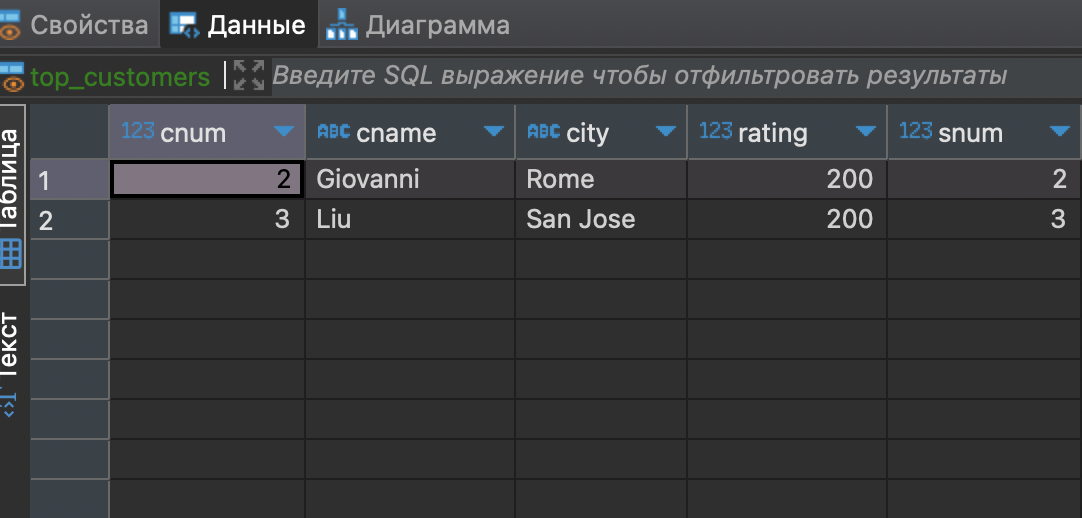 Свойства Данные Диаграмма
top_customers Введите SQL выражение чтобы отфильтровать результаты
123 cnum ABC cname ABC city 123 rating 123 snum
1 2 Giovanni Rome 200 2
2 3 Liu San Jose 200 3
Таблица
Текст